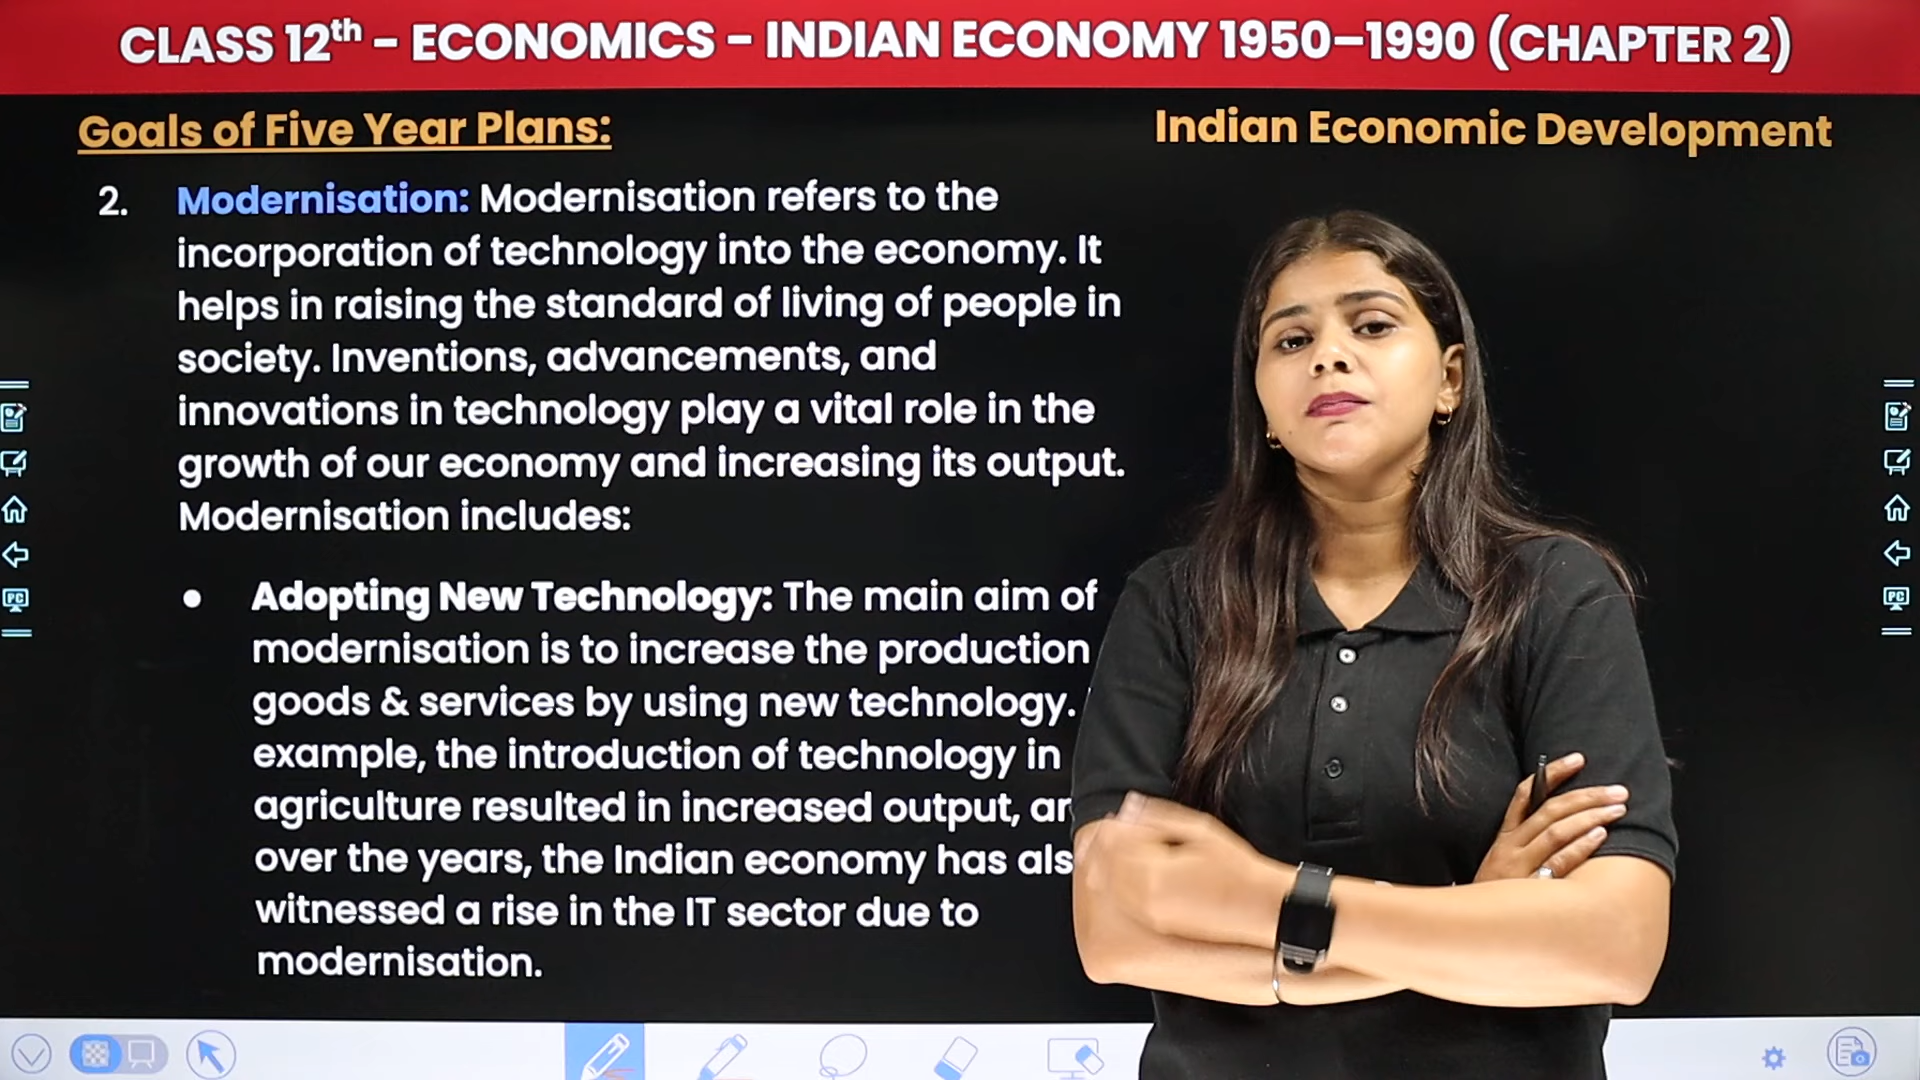 CLASS 12th – ECONOMICS – INDIAN ECONOMY 1950–1990 (CHAPTER 2)
Goals of Five Year Plans:
Indian Economic Development
2. Modernisation: Modernisation refers to the
incorporation of technology into the economy. It
helps in raising the standard of living of people in
society. Inventions, advancements, and
innovations in technology play a vital role in the
growth of our economy and increasing its output.
Modernisation includes:
● Adopting New Technology: The main aim of
modernisation is to increase the production
goods & services by using new technology.
example, the introduction of technology in
agriculture resulted in increased output,
over the years, the Indian economy has
witnessed a rise in the IT sector due to
modernisation.
PC
PC